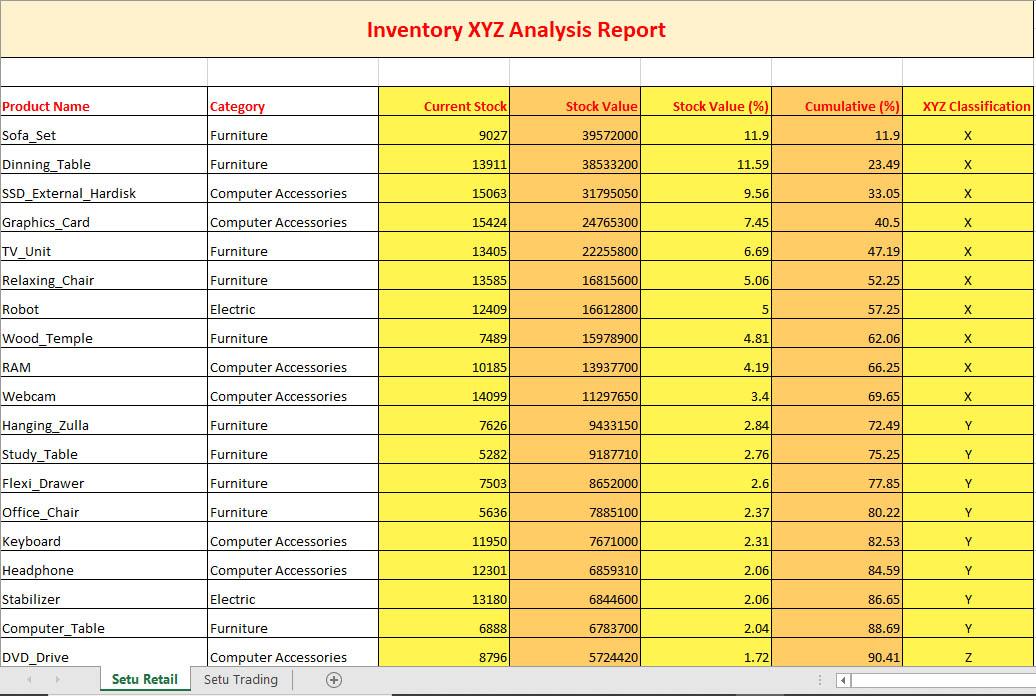 Inventory XYZ Analysis Report
Product Name Category Current Stock Stock Value Stock Value (%) Cumulative (%) XYZ Classification
Sofa_Set Furniture 9027 39572000 11.9 11.9 X
Dinning_Table Furniture 13911 38533200 11.59 23.49 X
SSD_External_Hardisk Computer Accessories 15063 31795050 9.56 33.05 X
Graphics_Card Computer Accessories 15424 24765300 7.45 40.5 X
TV_Unit Furniture 13405 22255800 6.69 47.19 X
Relaxing_Chair Furniture 13585 16815600 5.06 52.25 X
Robot Electric 12409 16612800 5 57.25 X
Wood_Temple Furniture 7489 15978900 4.81 62.06 X
RAM Computer Accessories 10185 13937700 4.19 66.25 X
Webcam Computer Accessories 14099 11297650 3.4 69.65 X
Hanging_Zulla Furniture 7626 9433150 2.84 72.49 Y
Study_Table Furniture 5282 9187710 2.76 75.25 Y
Flexi_Drawer Furniture 7503 8652000 2.6 77.85 Y
Office_Chair Furniture 5636 7885100 2.37 80.22 Y
Keyboard Computer Accessories 11950 7671000 2.31 82.53 Y
Headphone Computer Accessories 12301 6859310 2.06 84.59 Y
Stabilizer Electric 13180 6844600 2.06 86.65 Y
Computer_Table Furniture 6888 6783700 2.04 88.69 Y
DVD_Drive Computer Accessories 8796 5724420 1.72 90.41 Z
Setu Retail Setu Trading